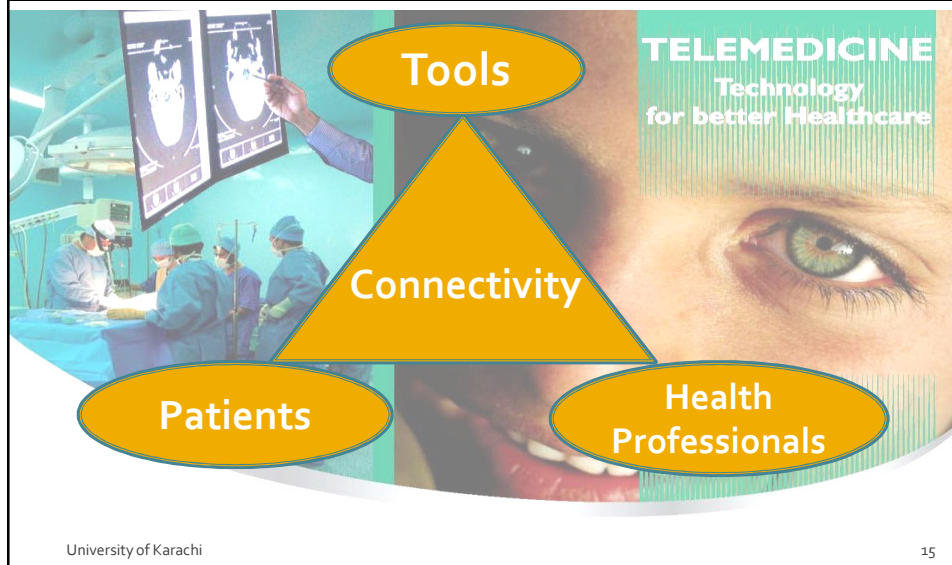 Tools
TELEMEDICINE
Technology
for better Healthcare
Connectivity
Patients
Health
Professionals
University of Karachi
15